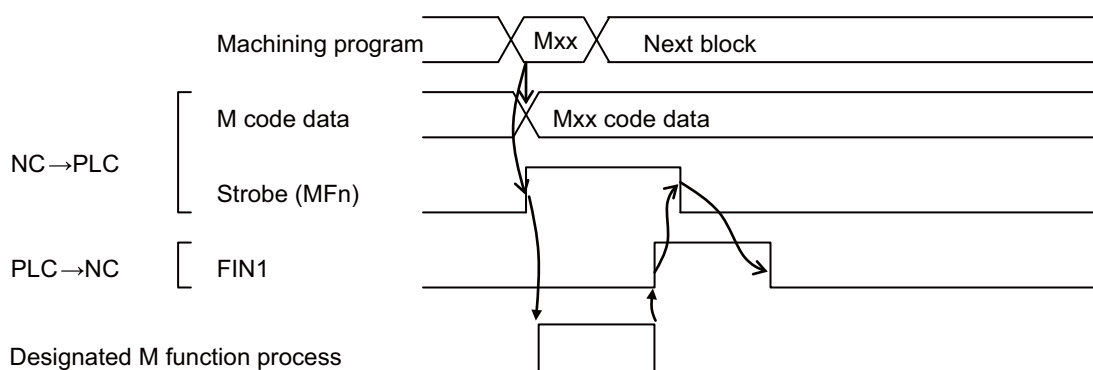 Machining program Mxx Next block
M code data Mxx code data
NC→PLC
Strobe (MFn)
PLC→NC FIN1
Designated M function process